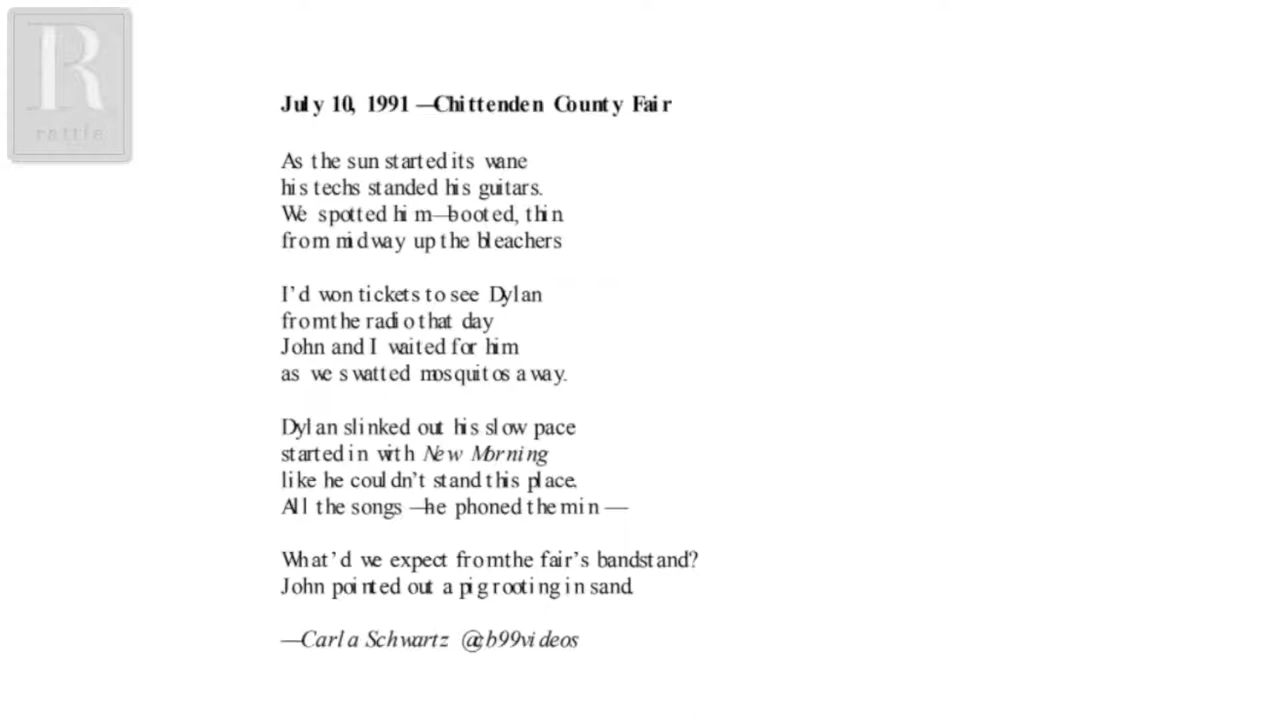 R
rattle
July 10, 1991 —Chittenden County Fair
As the sun started its wane
his techs standed his guitars.
We spotted him—booted, thin
from midway up the bleachers
I'd won tickets to see Dylan
from the radio that day
John and I waited for him
as we swatted mosquitos away.
Dylan slinked out his slow pace
started in with New Morning
like he couldn't stand this place.
All the songs —he phoned them in —
What'd we expect from the fair's bandstand?
John pointed out a pig rooting in sand.
—Carla Schwartz @cb99videos